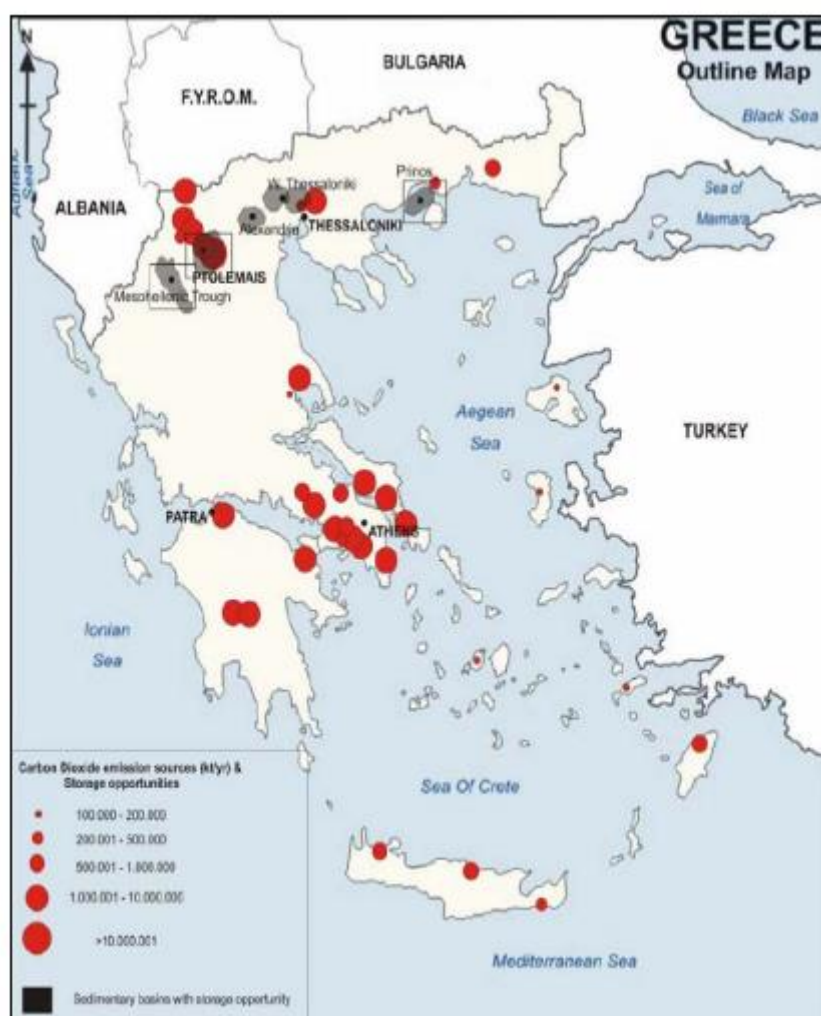 GREECE
Outline Map
N
BULGARIA
F.Y.R.O.M.
Black Sea
Adriatic
Sea
ALBANIA
Prinos
W. Thessaloniki
Sea of
Marmara
Alexandria
THESSALONIKI
PTOLEMAIS
Mesohellenic Trough
Aegean
Sea
TURKEY
PATRA
ATHENS
Ionian
Sea
Sea Of Crete
Mediterranean Sea
Carbon Dioxide emission sources (kt/yr) &
Storage opportunities
100.000 - 200.000
200.001 - 500.000
500.001 - 1.000.000
1.000.001 - 10.000.000
>10.000.001
Sedimentary basins with storage opportunity